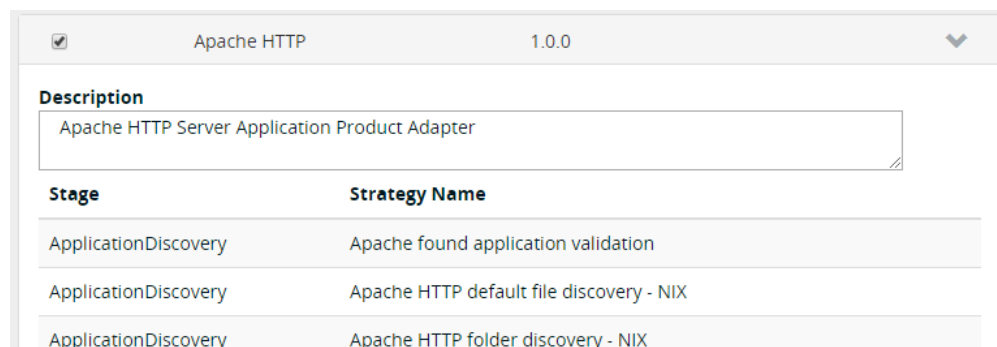 Apache HTTP 1.0.0
Description
Apache HTTP Server Application Product Adapter
Stage Strategy Name
ApplicationDiscovery Apache found application validation
ApplicationDiscovery Apache HTTP default file discovery - NIX
ApplicationDiscovery Apache HTTP folder discovery - NIX